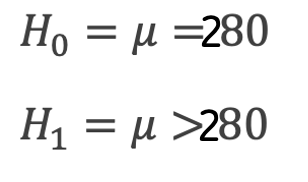 H₀ = μ = 280
H₁ = μ > 280